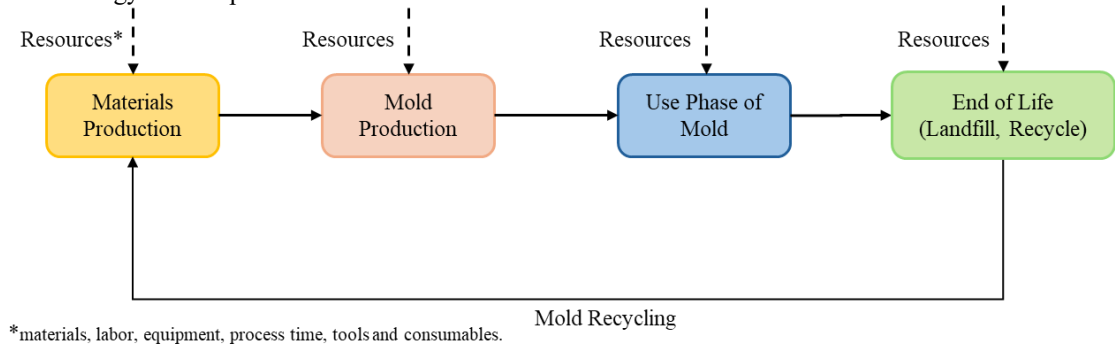 Resources*
Resources
Resources
Resources
Materials
Production
Mold
Production
Use Phase of
Mold
End of Life
(Landfill, Recycle)
Mold Recycling
*materials, labor, equipment, process time, tools and consumables.